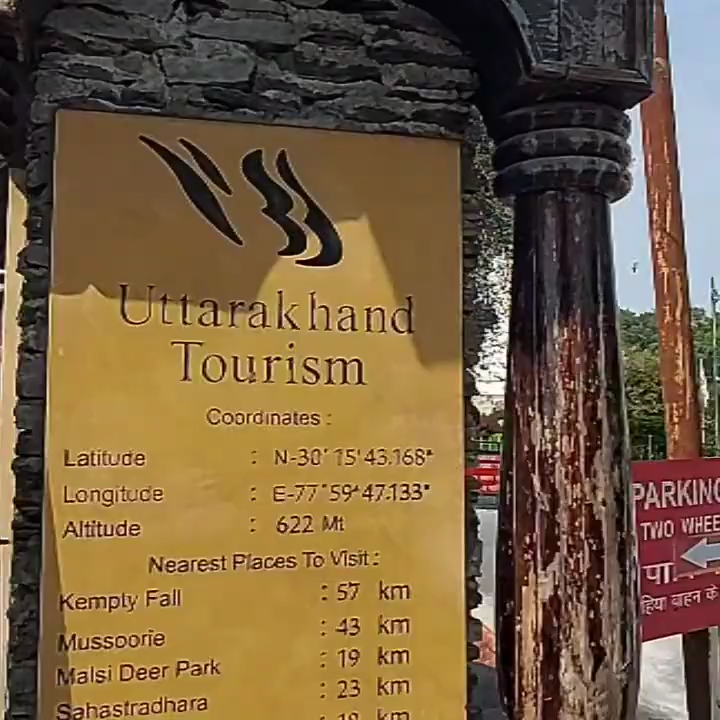 Uttarakhand
Tourism
Coordinates :
Latitude : N-30° 15' 43.168"
Longitude : E-77° 59' 47.133"
Altitude : 622 Mt
Nearest Places To Visit :
Kempty Fall : 57 km
Mussoorie : 43 km
Malsi Deer Park : 19 km
Sahastradhara : 23 km
km
PARKING
TWO WHEE
पा
हिया वाहन के